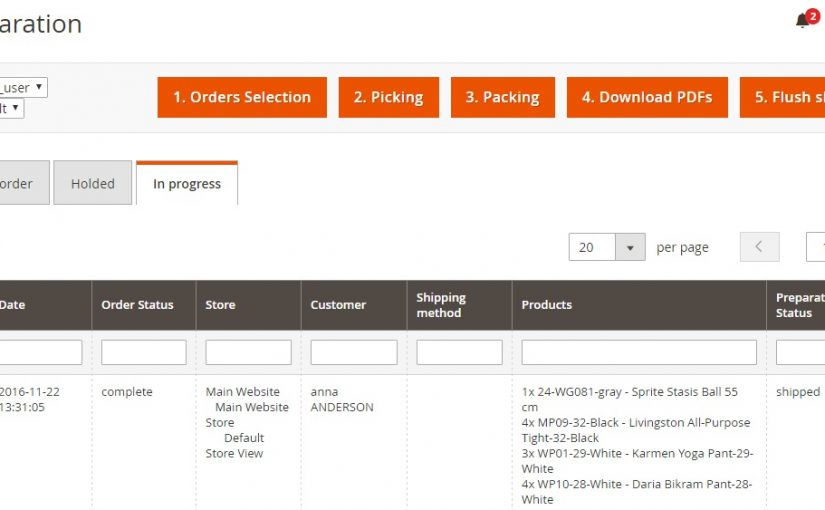 aration
2
_user
lt
1. Orders Selection
2. Picking
3. Packing
4. Download PDFs
5. Flush sl
order
Holded
In progress
20
per page
Date
Order Status
Store
Customer
Shipping
method
Products
Preparat
Status
2016-11-22
13:31:05
complete
Main Website
Main Website
Store
Default
Store View
anna
ANDERSON
1x 24-WG081-gray - Sprite Stasis Ball 55
cm
4x MP09-32-Black - Livingston All-Purpose
Tight-32-Black
3x WP01-29-White - Karmen Yoga Pant-29-
White
4x WP10-28-White - Daria Bikram Pant-28-
White
shipped